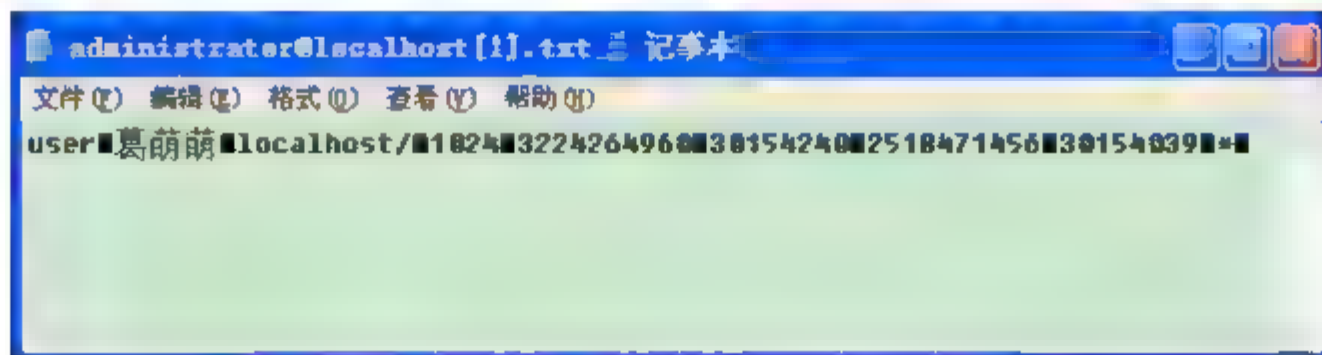 administrator@localhost[1].txt - 记事本
文件(F) 编辑(E) 格式(O) 查看(V) 帮助(H)
user■葛萌萌■localhost/■1024■3224264960■30154240■2518471456■30154039■*■